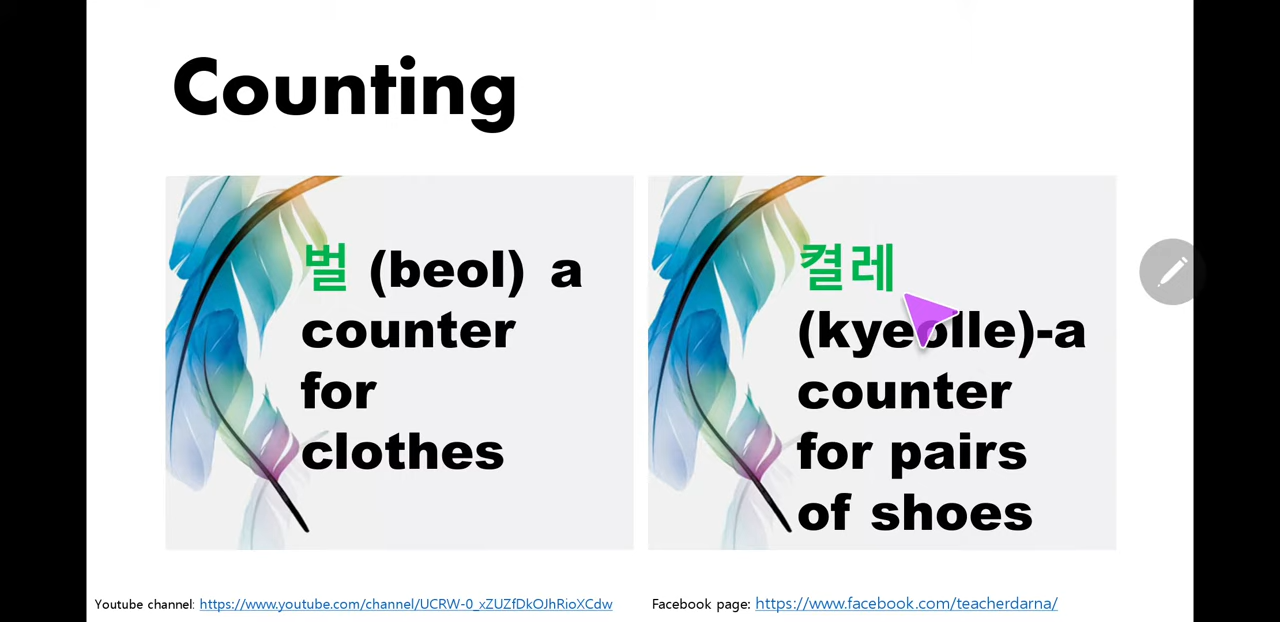 Counting
벌 (beol) a
counter
for
clothes
켤레
(kyeolle)-a
counter
for pairs
of shoes
Youtube channel: https://www.youtube.com/channel/UCRW-0_xZUZfDkOJhRioXCdw
Facebook page: https://www.facebook.com/teacherdarna/